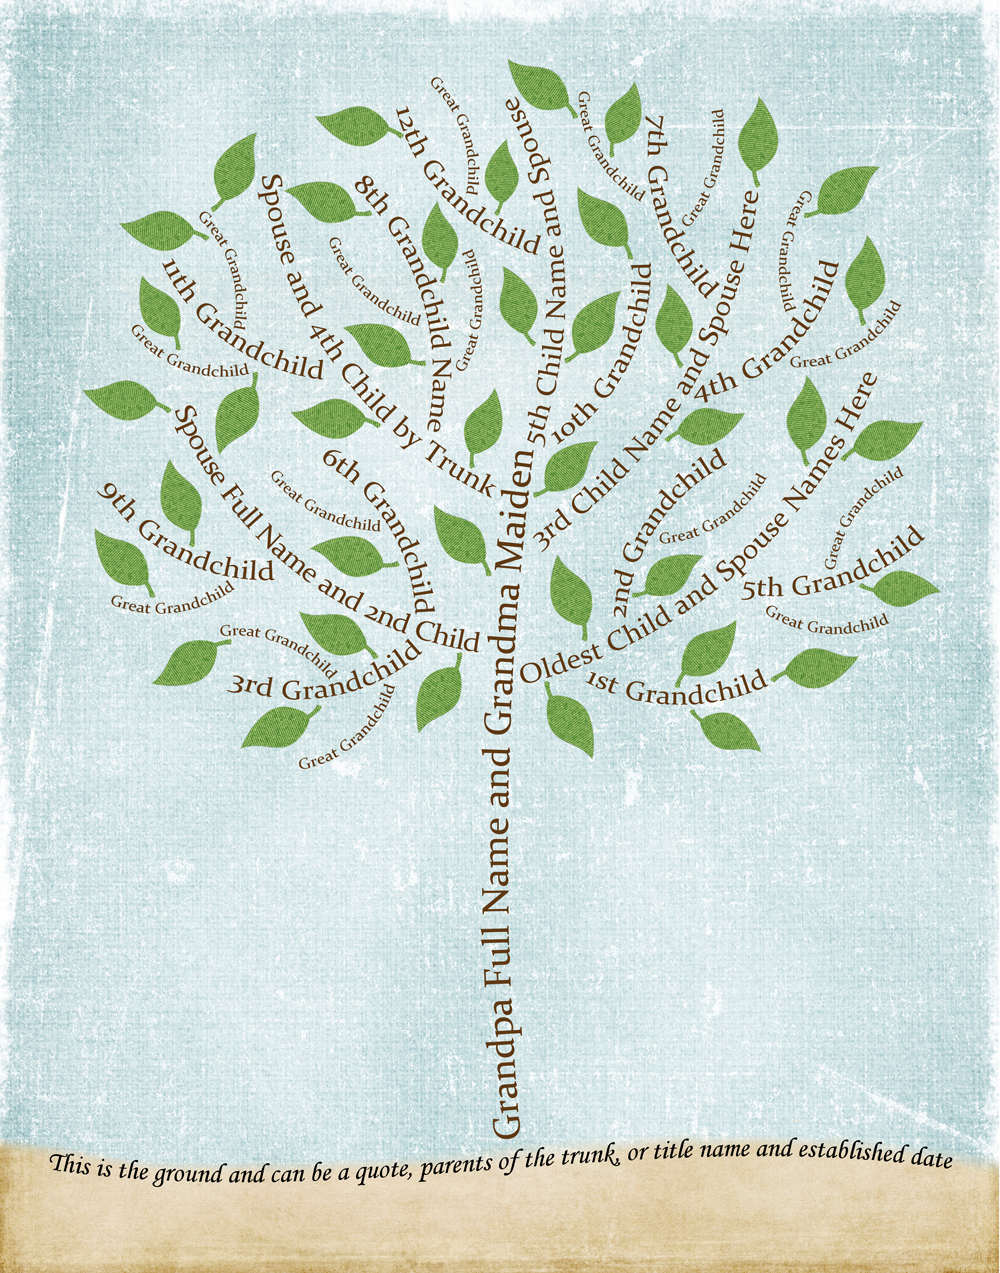 Great Grandchild
12th Grandchild
5th Child Name and Spouse
Great Grandchild
7th Grandchild
Great Grandchild
Spouse and 4th Child by Trunk
8th Grandchild Name
Great Grandchild
Great Grandchild
Great Grandchild
Great Grandchild
11th Grandchild
Great Grandchild
10th Grandchild
3rd Child Name and Spouse Here
4th Grandchild
Great Grandchild
Spouse Full Name and 2nd Child
6th Grandchild
Great Grandchild
9th Grandchild
Great Grandchild
2nd Grandchild
Great Grandchild
Oldest Child and Spouse Names Here
Great Grandchild
5th Grandchild
Great Grandchild
Great Grandchild
3rd Grandchild
Great Grandchild
1st Grandchild
Grandpa Full Name and Grandma Maiden
This is the ground and can be a quote, parents of the trunk, or title name and established date